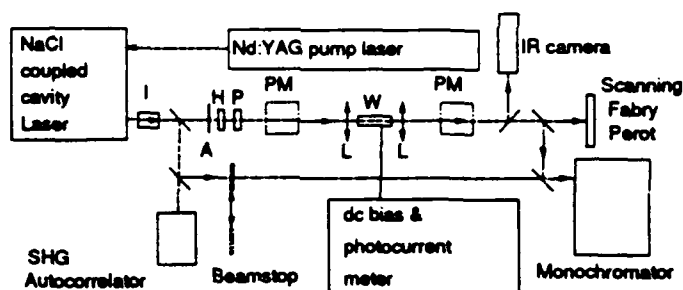 NaCl
coupled
cavity
Laser
Nd:YAG pump laser
IR camera
I
H
P
PM
W
PM
Scanning
Fabry
Perot
A
L
L
SHG
Autocorrelator
Beamstop
dc bias &
photocurrent
meter
Monochromator